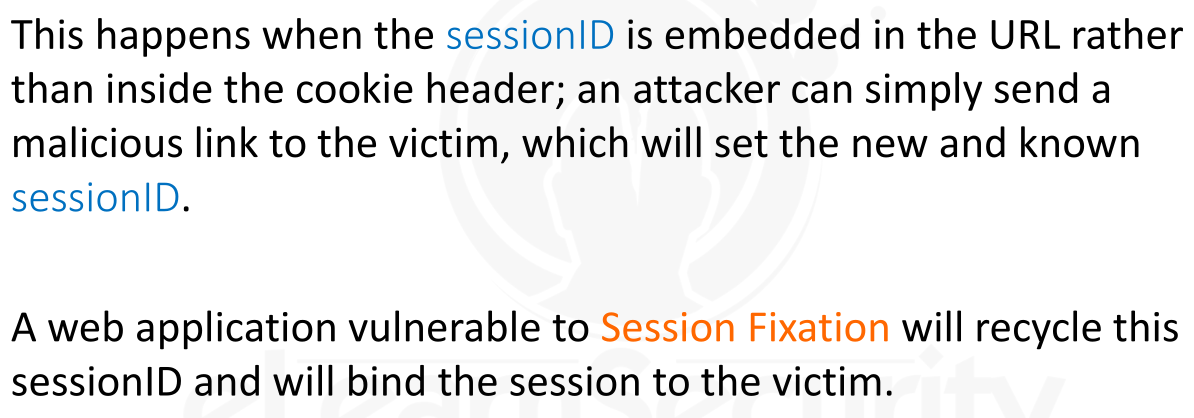 This happens when the sessionID is embedded in the URL rather
than inside the cookie header; an attacker can simply send a
malicious link to the victim, which will set the new and known
sessionID.
A web application vulnerable to Session Fixation will recycle this
sessionID and will bind the session to the victim.
eLearnSecurity